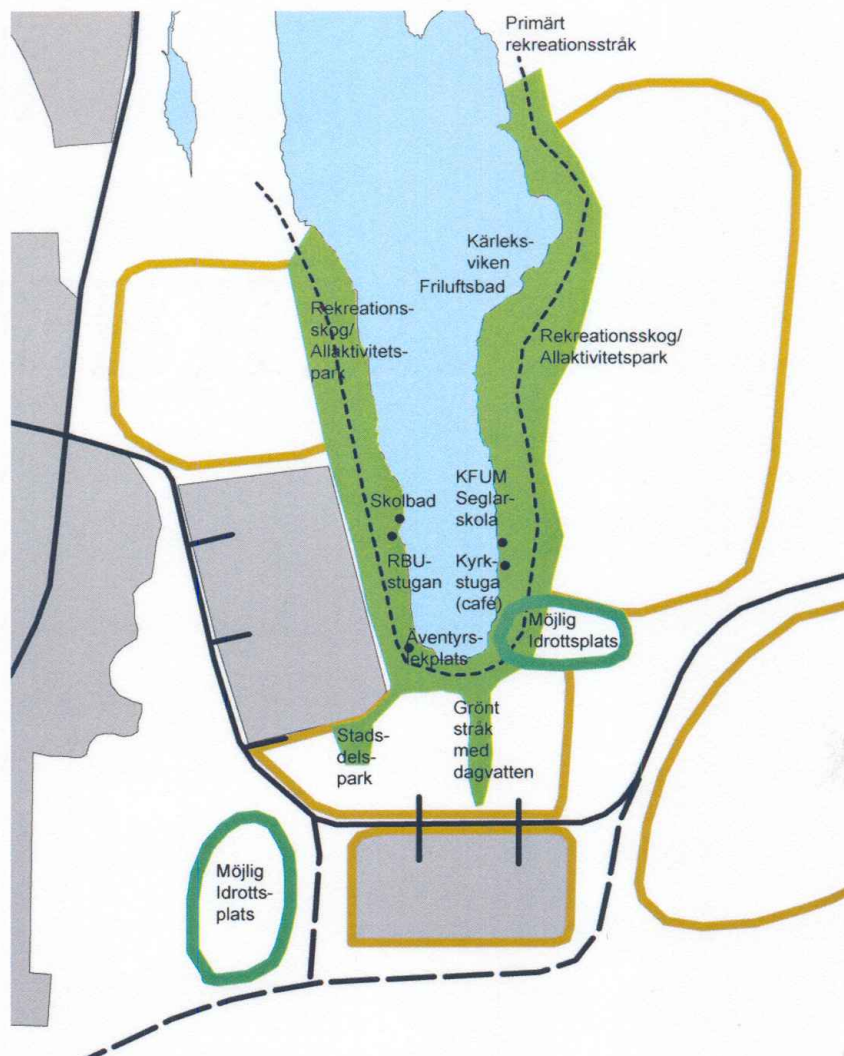 Primärt
rekreationsstråk
Kärleks-
viken
Friluftsbad
Rekreations-
skog/
Allaktivitets-
park
Rekreationsskog/
Allaktivitetspark
Skolbad
KFUM
Seglar-
skola
RBU-
stugan
Kyrk-
stuga
(café)
Äventyrs-
lekplats
Möjlig
Idrottsplats
Stads-
dels-
park
Grönt
stråk
med
dagvatten
Möjlig
Idrotts-
plats